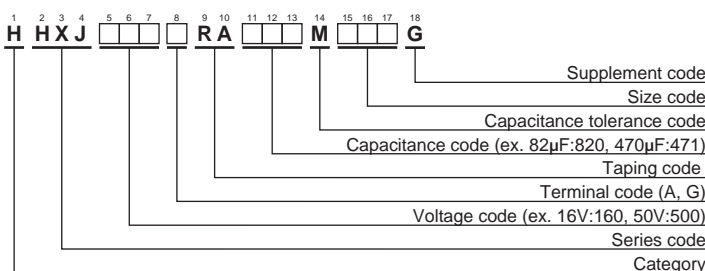 1 2 3 4 5 6 7 8 9 10 11 12 13 14 15 16 17 18
H HXJ □□□ □ RA □□□ M □□□ G
Supplement code
Size code
Capacitance tolerance code
Capacitance code (ex. 82μF:820, 470μF:471)
Taping code
Terminal code (A, G)
Voltage code (ex. 16V:160, 50V:500)
Series code
Category